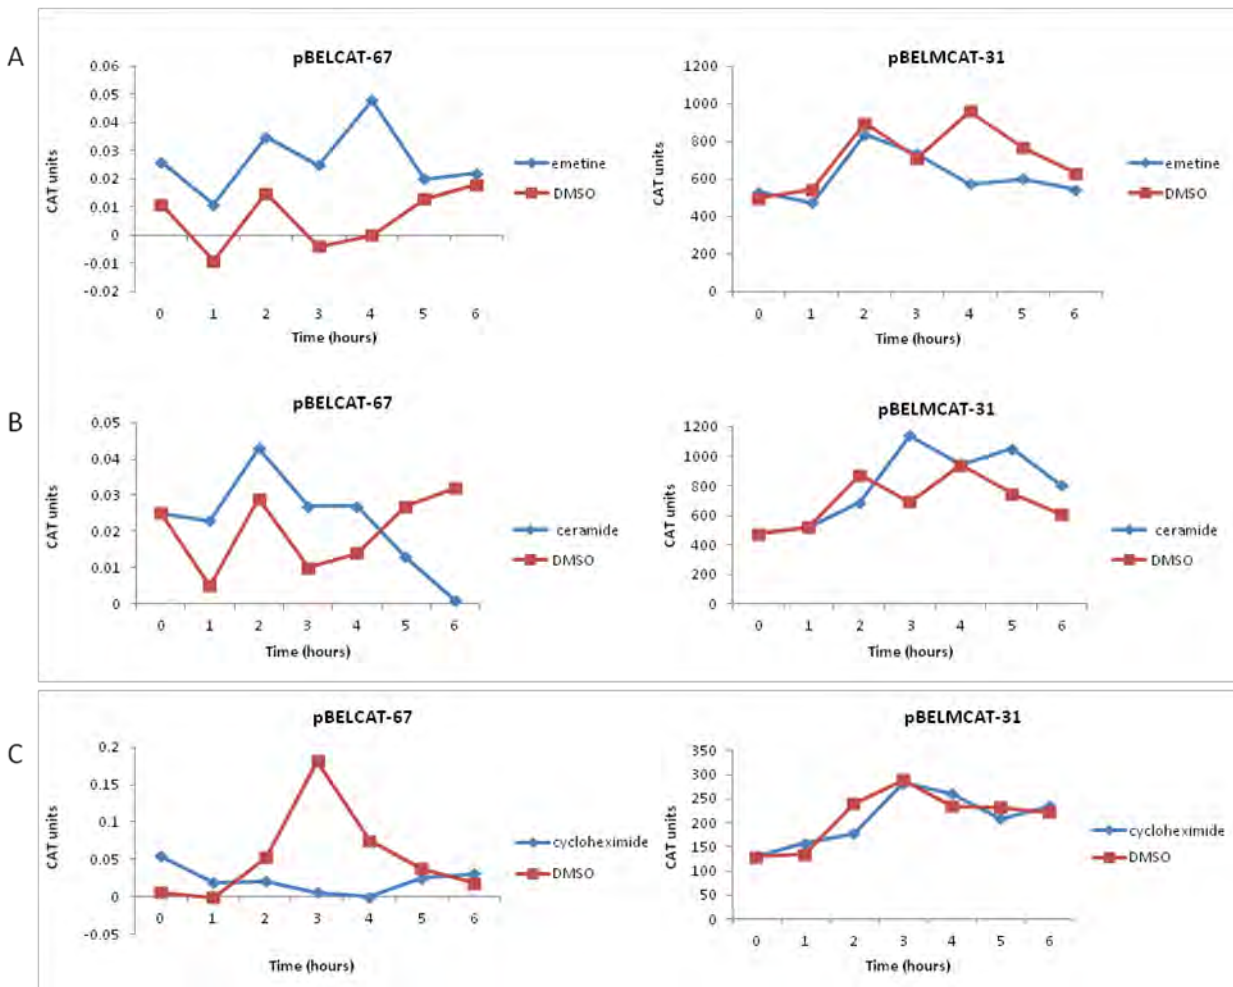 A
pBELCAT-67
0.06
0.05
0.04
0.03
0.02
0.01
0
-0.01
-0.02
CAT units
0 1 2 3 4 5 6
Time (hours)
emetine
DMSO
pBELMCAT-31
1200
1000
800
600
400
200
0
CAT units
0 1 2 3 4 5 6
Time (hours)
emetine
DMSO
B
pBELCAT-67
0.05
0.04
0.03
0.02
0.01
0
CAT units
0 1 2 3 4 5 6
Time (hours)
ceramide
DMSO
pBELMCAT-31
1200
1000
800
600
400
200
0
CAT units
0 1 2 3 4 5 6
Time (hours)
ceramide
DMSO
C
pBELCAT-67
0.2
0.15
0.1
0.05
0
-0.05
CAT units
0 1 2 3 4 5 6
Time (hours)
cycloheximide
DMSO
pBELMCAT-31
350
300
250
200
150
100
50
0
CAT units
0 1 2 3 4 5 6
Time (hours)
cycloheximide
DMSO